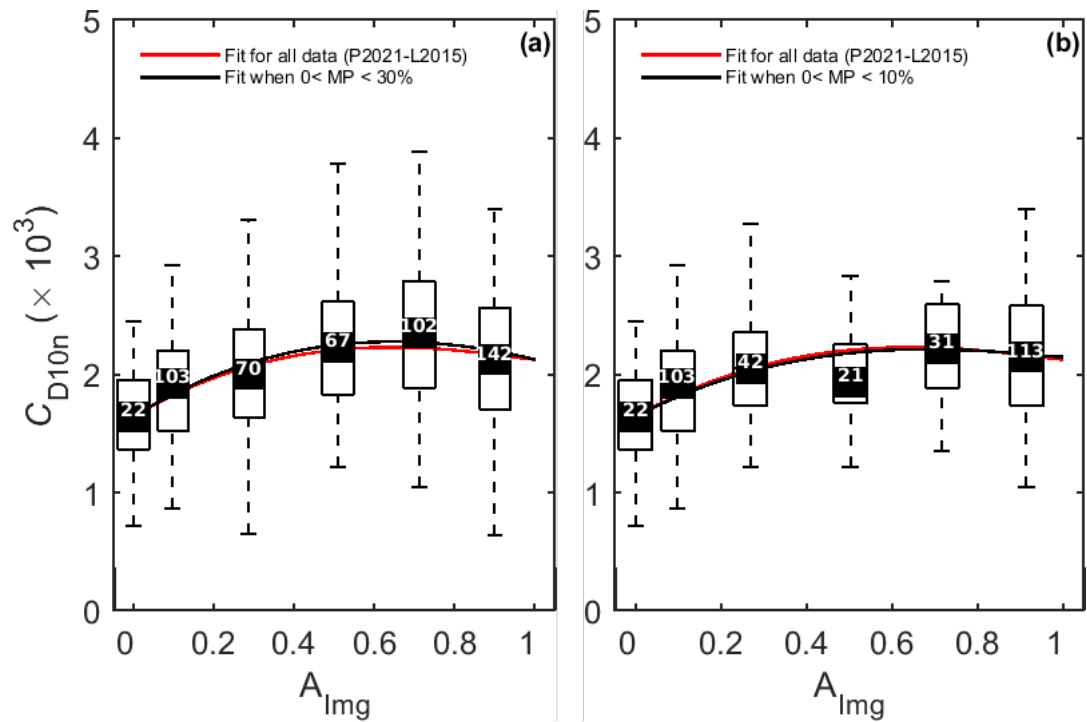 (a)
Fit for all data (P2021-L2015)
Fit when 0< MP < 30%
5
4
3
2
1
0
C_D10n (× 10^3)
22
103
70
67
102
142
0 0.2 0.4 0.6 0.8 1
A_Img
(b)
Fit for all data (P2021-L2015)
Fit when 0< MP < 10%
5
4
3
2
1
0
22
103
42
21
31
113
0 0.2 0.4 0.6 0.8 1
A_Img